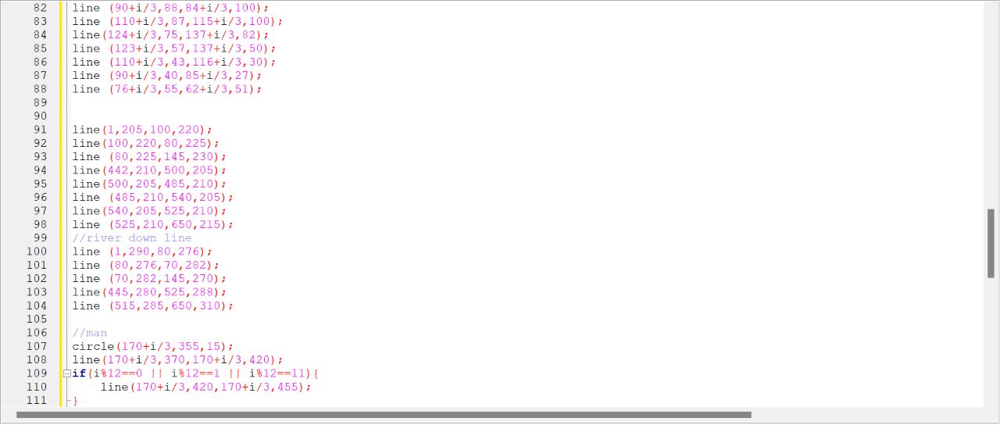 82 line (90+i/3,88,84+i/3,100);
83 line (110+i/3,87,115+i/3,100);
84 line(124+i/3,75,137+i/3,82);
85 line (123+i/3,57,137+i/3,50);
86 line (110+i/3,43,116+i/3,30);
87 line (90+i/3,40,85+i/3,27);
88 line (76+i/3,55,62+i/3,51);
89
90
91 line(1,205,100,220);
92 line(100,220,80,225);
93 line (80,225,145,230);
94 line(442,210,500,205);
95 line(500,205,485,210);
96 line (485,210,540,205);
97 line(540,205,525,210);
98 line (525,210,650,215);
99 //river down line
100 line (1,290,80,276);
101 line (80,276,70,282);
102 line (70,282,145,270);
103 line(445,280,525,288);
104 line (515,285,650,310);
105
106 //man
107 circle(170+i/3,355,15);
108 line(170+i/3,370,170+i/3,420);
109 if(i%12==0 || i%12==1 || i%12==11){
110     line(170+i/3,420,170+i/3,455);
111 }